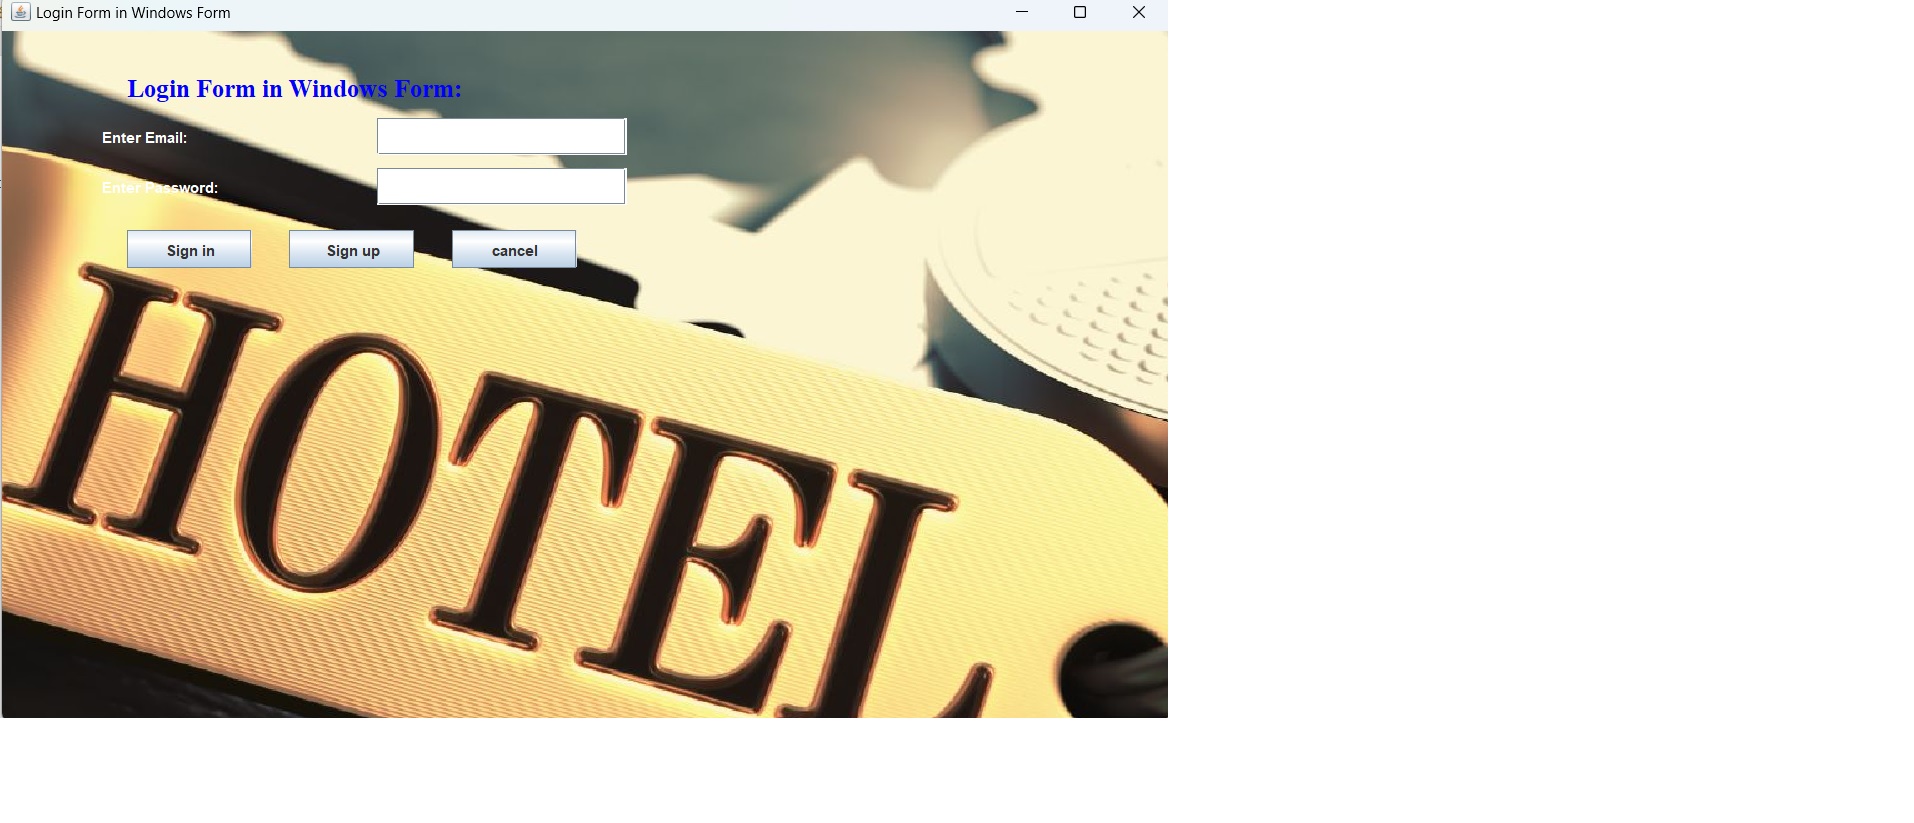 Login Form in Windows Form
Login Form in Windows Form:
Enter Email:
Enter Password:
Sign in
Sign up
cancel
HOTEL